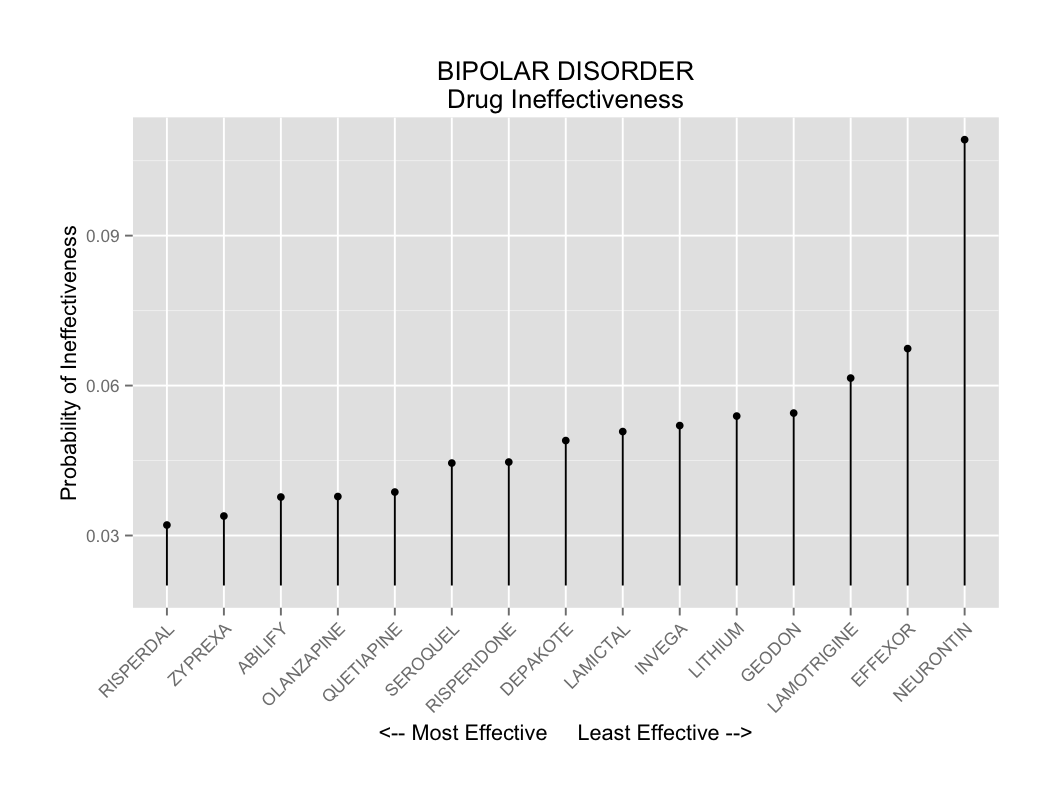 BIPOLAR DISORDER
Drug Ineffectiveness
Probability of Ineffectiveness
0.09
0.06
0.03
RISPERDAL
ZYPREXA
ABILIFY
OLANZAPINE
QUETIAPINE
SEROQUEL
RISPERIDONE
DEPAKOTE
LAMICTAL
INVEGA
LITHIUM
GEODON
LAMOTRIGINE
EFFEXOR
NEURONTIN
<-- Most Effective     Least Effective -->